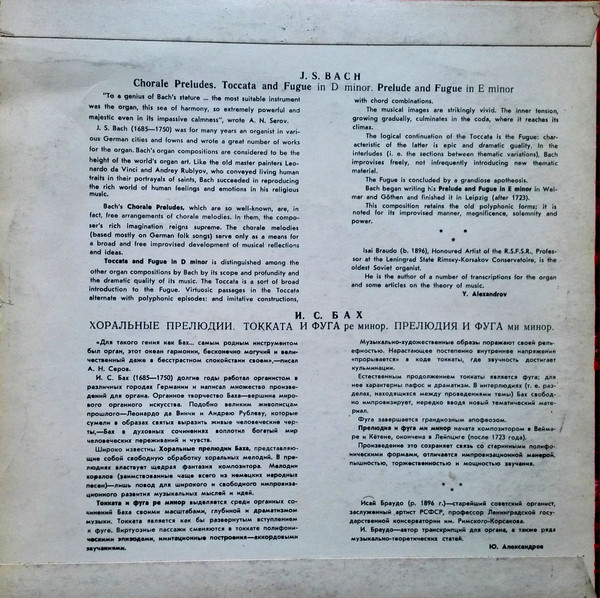 J. S. BACH
Chorale Preludes. Toccata and Fugue in D minor. Prelude and Fugue in E minor
"To a genius of Bach's stature ... the most suitable instrument
was the organ, this sea of harmony, so extremely powerful and
majestic even in its impassive calmness", wrote A. N. Serov.
J. S. Bach (1685—1750) was for many years an organist in vari-
ous German cities and towns and wrote a great number of works
for the organ. Bach's organ compositions are considered to be the
height of the world's organ art. Like the old master painters Leo-
nardo da Vinci and Andrey Rublyov, who conveyed living human
traits in their portrayals of saints, Bach succeeded in reproducing
the rich world of human feelings and emotions in his religious
music.
Bach's Chorale Preludes, which are so well-known, are, in
fact, free arrangements of chorale melodies. In them, the compo-
ser's rich imagination reigns supreme. The chorale melodies
(based mostly on German folk songs) serve only as a means for
a broad and free improvised development of musical reflections
and ideas.
Toccata and Fugue in D minor is distinguished among the
other organ compositions by Bach by its scope and profundity and
the dramatic quality of its music. The Toccata is a sort of broad
introduction to the Fugue. Virtuosic passages in the Toccata
alternate with polyphonic episodes: and imitative constructions,
with chord combinations.
The musical images are strikingly vivid. The inner tension,
growing gradually, culminates in the coda, where it reaches its
climax.
The logical continuation of the Toccata is the Fugue: char-
acteristic of the latter is epic and dramatic quality. In the
interludes (i. e. the sections between thematic variations), Bach
improvises freely, not infrequently introducing new thematic
material.
The Fugue is concluded by a grandiose apotheosis.
Bach began writing his Prelude and Fugue in E minor in Wei-
mar and Göthen and finished it in Leipzig (after 1723).
This composition retains the old polyphonic forms; it is
noted for its improvised manner, magnificence, solemnity and
power.
* * *
Isai Braudo (b. 1896), Honoured Artist of the R.S.F.S.R., Profes-
sor at the Leningrad State Rimsky-Korsakov Conservatoire, is the
oldest Soviet organist.
He is the author of a number of transcriptions for the organ
and some articles on the theory of music.
Y. Alexandrov
И. С. БАХ
ХОРАЛЬНЫЕ ПРЕЛЮДИИ. ТОККАТА И ФУГА ре минор. ПРЕЛЮДИЯ И ФУГА ми минор.
«Для такого гения как Бах... самым родным инструментом
был орган, этот океан гармонии, бесконечно могучий и вели-
чественный даже в бесстрастном спокойствии своем»,—писал
А. Н. Серов.
И. С. Бах (1685—1750) долгие годы работал органистом в
различных городах Германии и написал множество произве-
дений для органа. Органное творчество Баха—вершина миро-
вого органного искусства. Подобно великим живописцам
прошлого—Леонардо да Винчи и Андрею Рублеву, которые
сумели в образах святых выразить живые человеческие чер-
ты,—Бах в духовных сочинениях воплотил богатый мир
человеческих переживаний и чувств.
Широко известны Хоральные прелюдии Баха, представляю-
щие собой свободную обработку хоральных мелодий. В пре-
людиях властвует щедрая фантазия композитора. Мелодии
хоралов (заимствованные чаще всего из немецких народных
песен)—лишь повод для широкого и свободного импровиза-
ционного развития музыкальных мыслей и идей.
Токката и фуга ре минор выделяется среди органных со-
чинений Баха своими масштабами, глубиной и драматизмом
музыки. Токката является как бы развернутым вступлением
к фуге. Виртуозные пассажи сменяются в токкате полифони-
ческими эпизодами, имитационные построения—аккордовыми
звучаниями.
Музыкально-художественные образы поражают своей рель-
ефностью. Нарастающее постепенно внутреннее напряжение
«прорывается» в коде токкаты, где звучность достигает
кульминации.
Естественным продолжением токкаты является фуга; для
нее характерны пафос и драматизм. В интерлюдиях (т. е. раз-
делах, находящихся между проведениями темы) Бах свобод-
но импровизирует, нередко вводя новый тематический мате-
риал.
Фуга завершается грандиозным апофеозом.
Прелюдия и фуга ми минор начата композитором в Вейма-
ре и Кётене, окончена в Лейпциге (после 1723 года).
Произведение это сохраняет связь со старинными полифо-
ническими формами, отличается импровизационной манерой,
пышностью, торжественностью и мощностью звучания.
* * *
Исай Браудо (р. 1896 г.)—старейший советский органист,
заслуженный артист РСФСР, профессор Ленинградской госу-
дарственной консерватории им. Римского-Корсакова.
И. Браудо—автор транскрипций для органа, а также ряда
музыкально-теоретических статей.
Ю. Александров